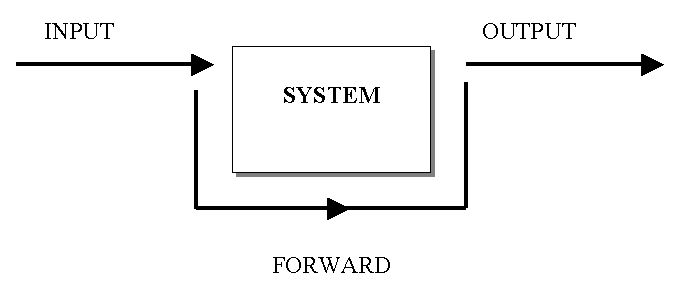 INPUT
OUTPUT
SYSTEM
FORWARD